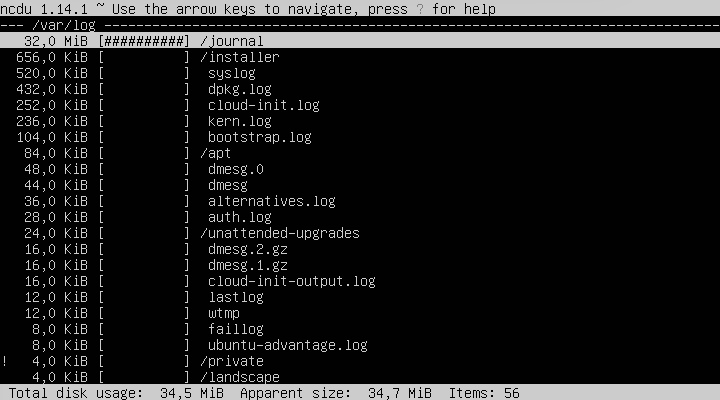 ncdu 1.14.1 ~ Use the arrow keys to navigate, press ? for help
--- /var/log ---------------------------------------------------------------------
32,0 MiB [##########] /journal
656,0 KiB [          ] /installer
520,0 KiB [          ]  syslog
432,0 KiB [          ]  dpkg.log
252,0 KiB [          ]  cloud-init.log
236,0 KiB [          ]  kern.log
104,0 KiB [          ]  bootstrap.log
84,0 KiB [          ] /apt
48,0 KiB [          ]  dmesg.0
44,0 KiB [          ]  dmesg
36,0 KiB [          ]  alternatives.log
28,0 KiB [          ]  auth.log
24,0 KiB [          ] /unattended-upgrades
16,0 KiB [          ]  dmesg.2.gz
16,0 KiB [          ]  dmesg.1.gz
16,0 KiB [          ]  cloud-init-output.log
12,0 KiB [          ]  lastlog
12,0 KiB [          ]  wtmp
8,0 KiB [          ]  faillog
8,0 KiB [          ]  ubuntu-advantage.log
! 4,0 KiB [          ] /private
4,0 KiB [          ] /landscape
Total disk usage:  34,5 MiB  Apparent size:  34,7 MiB  Items: 56